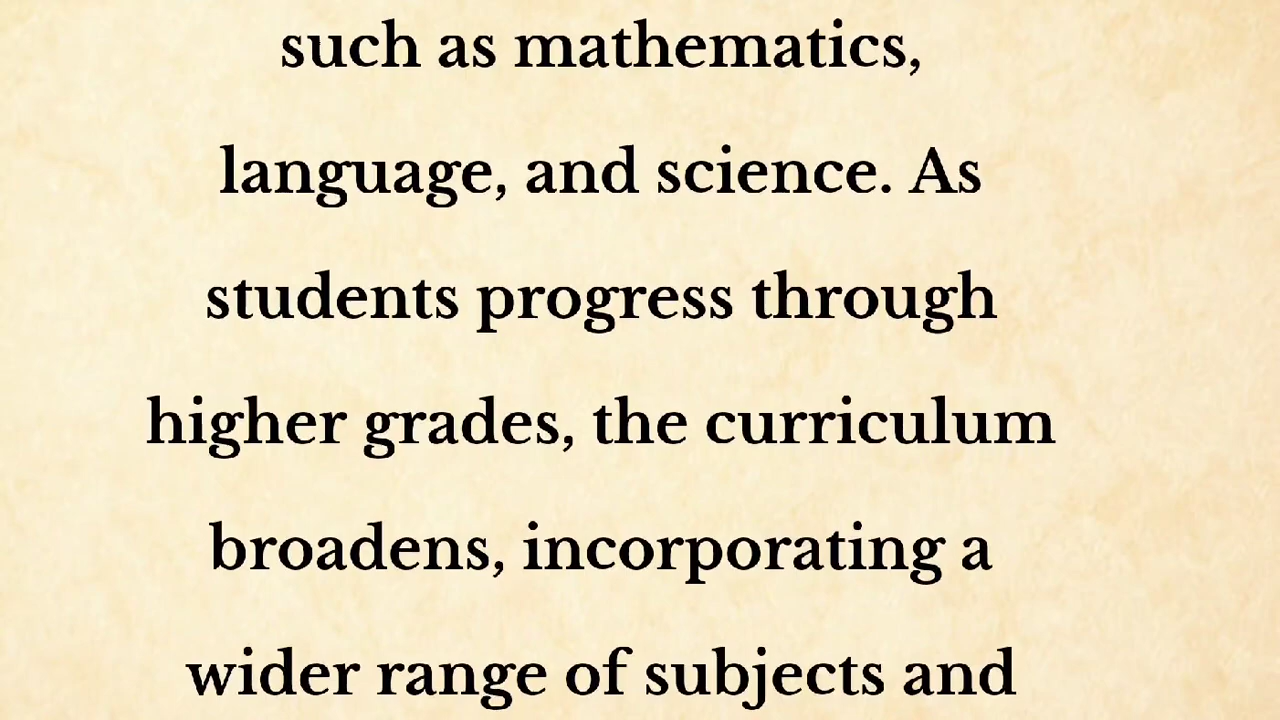 such as mathematics,
language, and science. As
students progress through
higher grades, the curriculum
broadens, incorporating a
wider range of subjects and